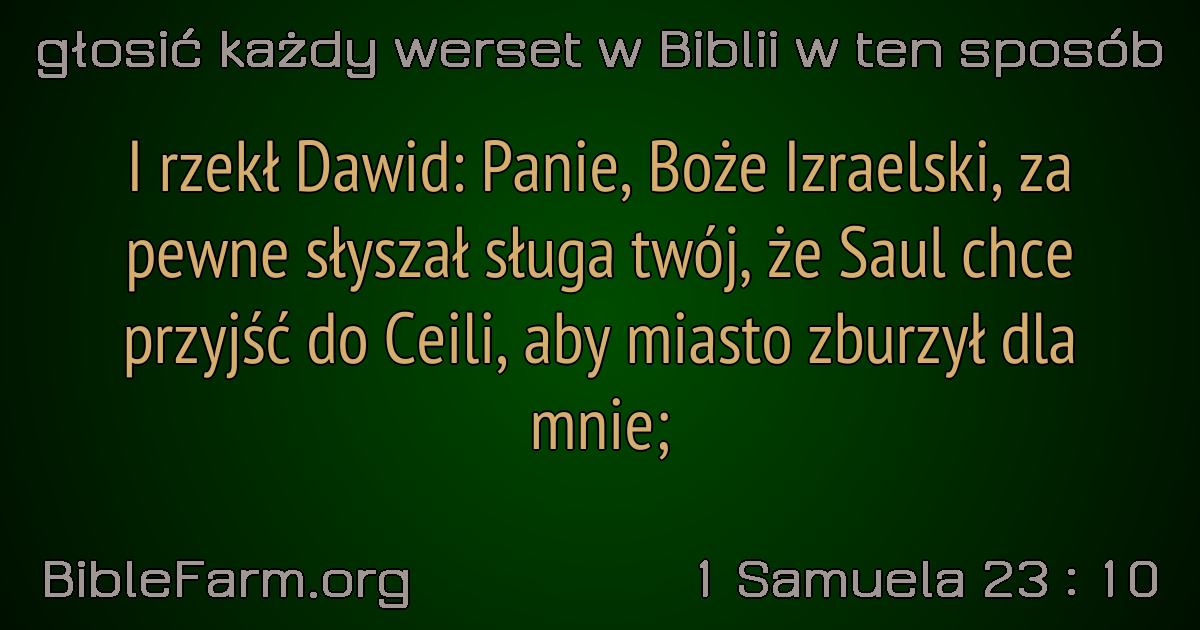 głosić każdy werset w Biblii w ten sposób
I rzekł Dawid: Panie, Boże Izraelski, za
pewne słyszał sługa twój, że Saul chce
przyjść do Ceili, aby miasto zburzył dla
mnie;
BibleFarm.org
1 Samuela 23 : 10